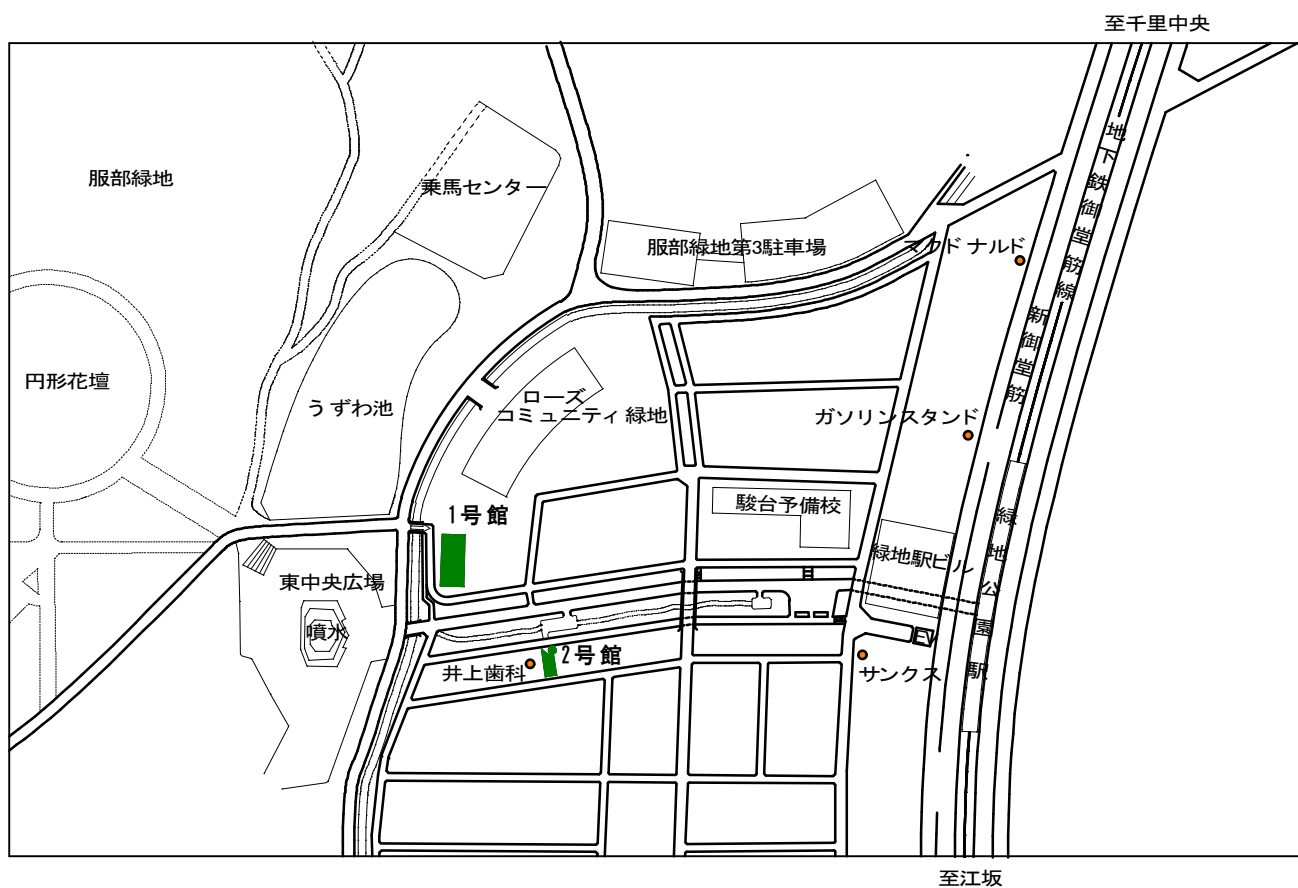 至千里中央
地下鉄御堂筋線
服部緑地
乗馬センター
服部緑地第3駐車場
マクドナルド
新御堂筋
円形花壇
うずわ池
ローズ
コミュニティ緑地
ガソリンスタンド
1号館
駿台予備校
緑地公園駅
緑地駅ビル
東中央広場
噴水
EV
2号館
井上歯科
サンクス
至江坂